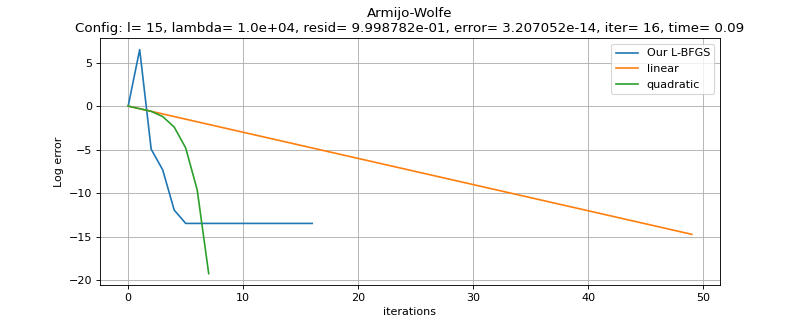 Armijo-Wolfe
Config: l= 15, lambda= 1.0e+04, resid= 9.998782e-01, error= 3.207052e-14, iter= 16, time= 0.09
Our L-BFGS
linear
quadratic
Log error
5
0
−5
−10
−15
−20
0 10 20 30 40 50
iterations